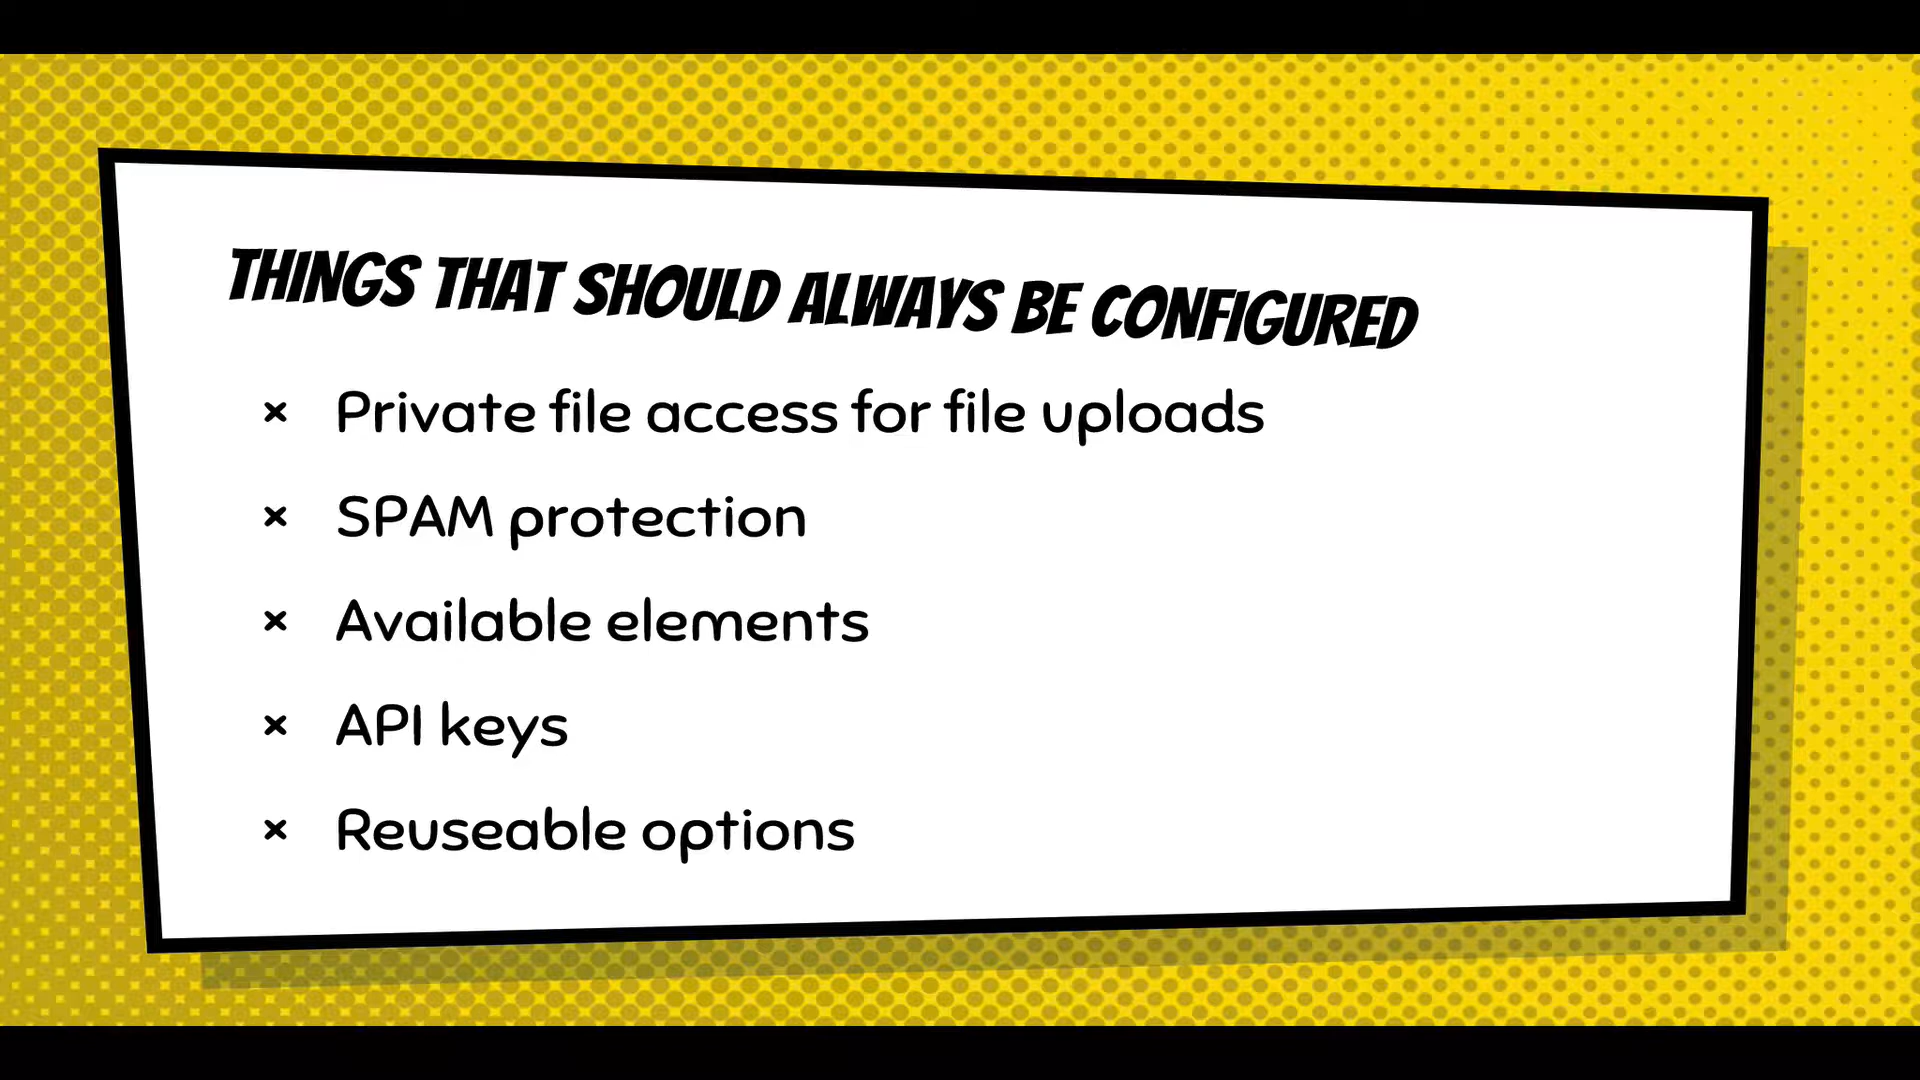 THINGS THAT SHOULD ALWAYS BE CONFIGURED
× Private file access for file uploads
× SPAM protection
× Available elements
× API keys
× Reuseable options